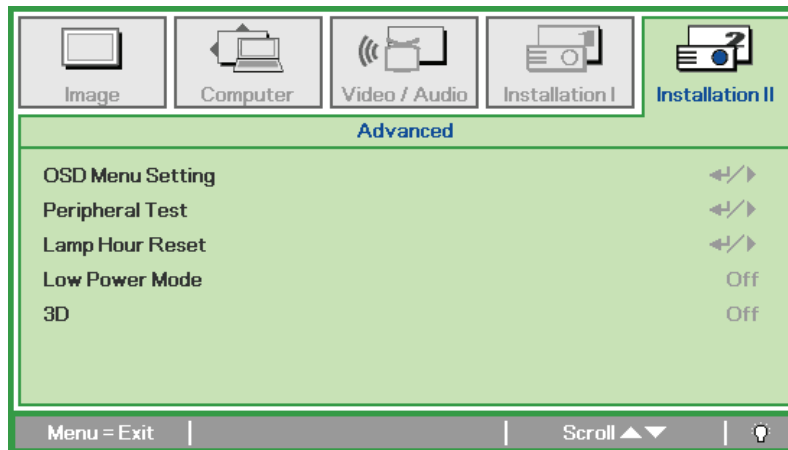 Image Computer Video / Audio Installation I Installation II
Advanced
OSD Menu Setting
Peripheral Test
Lamp Hour Reset
Low Power Mode Off
3D Off
Menu = Exit Scroll